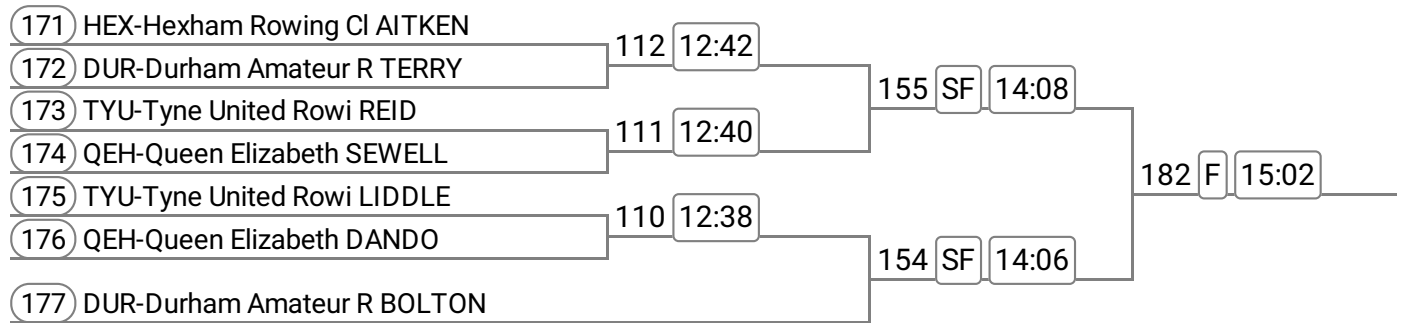 171 HEX-Hexham Rowing Cl AITKEN
112 12:42
172 DUR-Durham Amateur R TERRY
155 SF 14:08
173 TYU-Tyne United Rowi REID
111 12:40
174 QEH-Queen Elizabeth SEWELL
182 F 15:02
175 TYU-Tyne United Rowi LIDDLE
110 12:38
176 QEH-Queen Elizabeth DANDO
154 SF 14:06
177 DUR-Durham Amateur R BOLTON